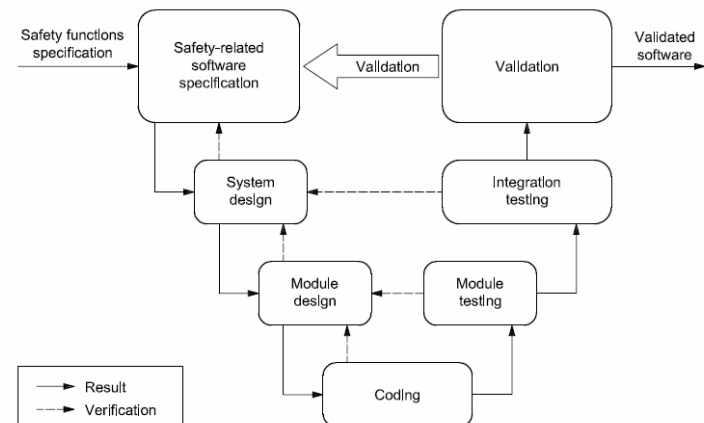 Safety functions
specification
Safety-related
software
specification
Validation
Validation
Validated
software
System
design
Integration
testing
Module
design
Module
testing
Coding
Result
Verification